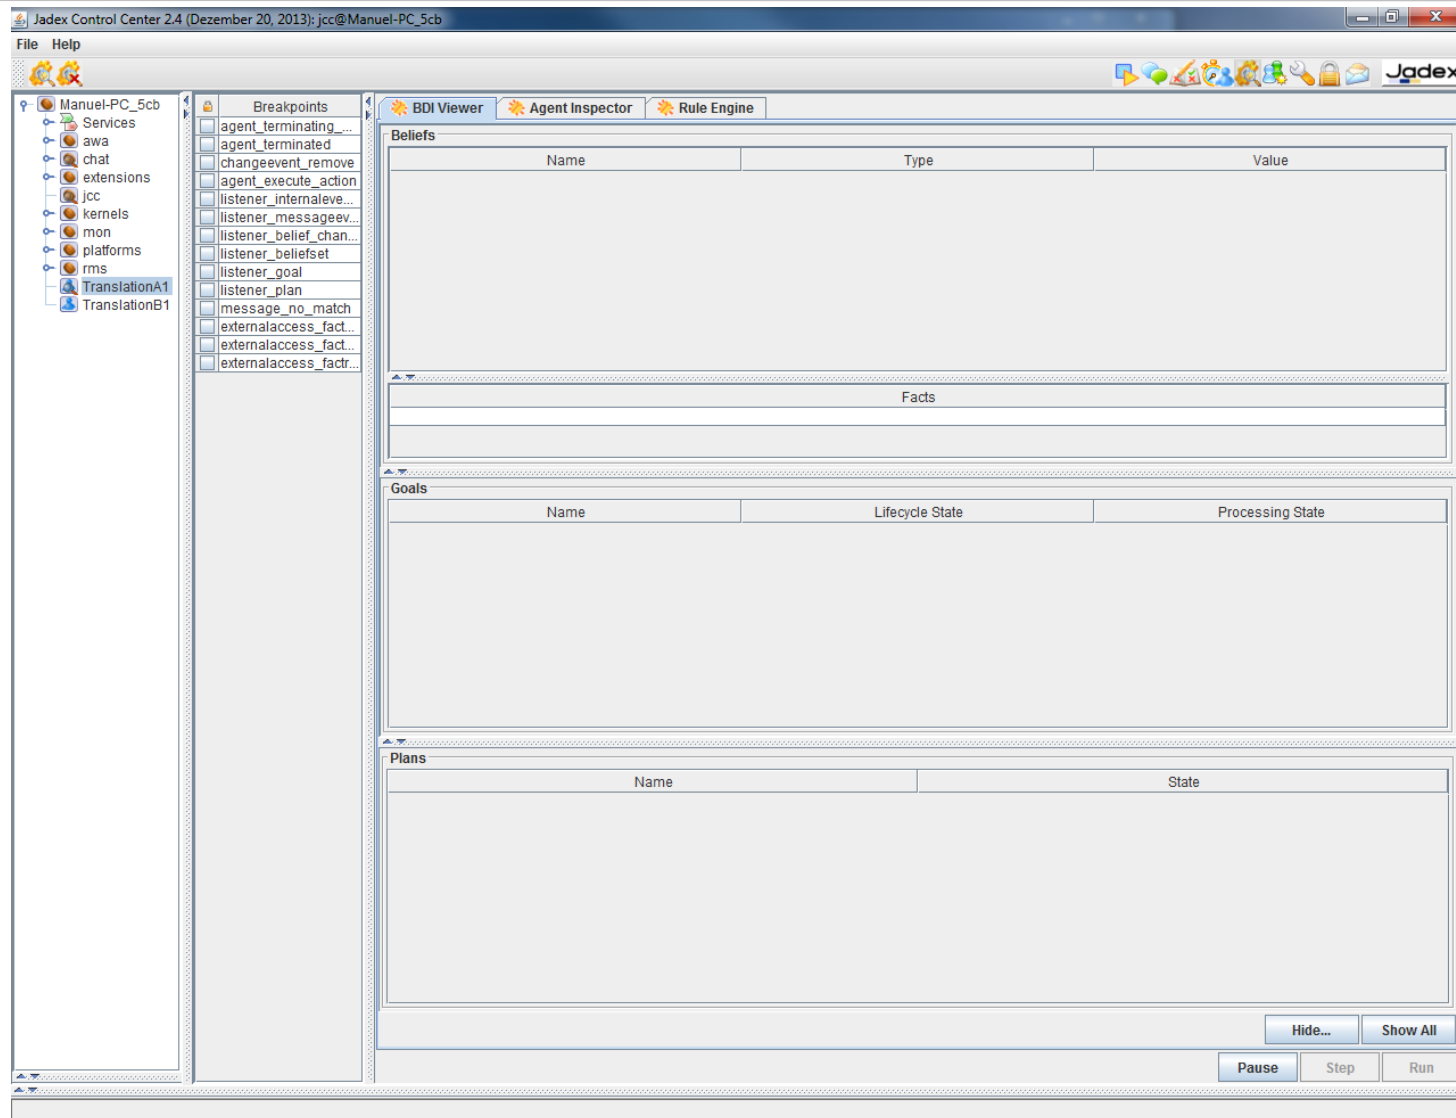 Jadex Control Center 2.4 (Dezember 20, 2013): jcc@Manuel-PC_5cb
File Help
Jadex
Manuel-PC_5cb
Services
awa
chat
extensions
jcc
kernels
mon
platforms
rms
TranslationA1
TranslationB1
Breakpoints
agent_terminating_...
agent_terminated
changeevent_remove
agent_execute_action
listener_internaleve...
listener_messageev...
listener_belief_chan...
listener_beliefset
listener_goal
listener_plan
message_no_match
externalaccess_fact...
externalaccess_fact...
externalaccess_factr...
BDI Viewer Agent Inspector Rule Engine
Beliefs
Name Type Value
Facts
Goals
Name Lifecycle State Processing State
Plans
Name State
Hide... Show All
Pause Step Run